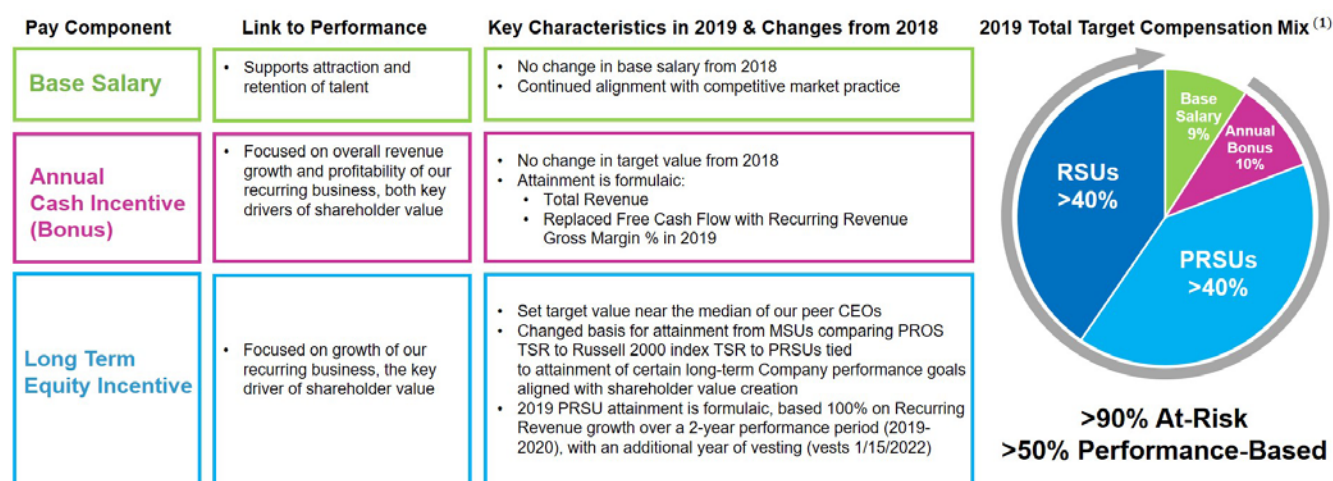 Pay Component
Link to Performance
Key Characteristics in 2019 & Changes from 2018
2019 Total Target Compensation Mix (1)
Base Salary
• Supports attraction and
retention of talent
• No change in base salary from 2018
• Continued alignment with competitive market practice
Annual
Cash Incentive
(Bonus)
• Focused on overall revenue
growth and profitability of our
recurring business, both key
drivers of shareholder value
• No change in target value from 2018
• Attainment is formulaic:
• Total Revenue
• Replaced Free Cash Flow with Recurring Revenue
Gross Margin % in 2019
Long Term
Equity Incentive
• Focused on growth of our
recurring business, the key
driver of shareholder value
• Set target value near the median of our peer CEOs
• Changed basis for attainment from MSUs comparing PROS
TSR to Russell 2000 index TSR to PRSUs tied
to attainment of certain long-term Company performance goals
aligned with shareholder value creation
• 2019 PRSU attainment is formulaic, based 100% on Recurring
Revenue growth over a 2-year performance period (2019-
2020), with an additional year of vesting (vests 1/15/2022)
Base
Salary
9%
Annual
Bonus
10%
RSUs
>40%
PRSUs
>40%
>90% At-Risk
>50% Performance-Based